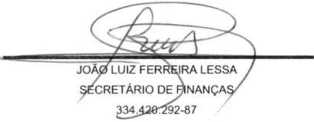 JOÃO LUIZ FERREIRA LESSA
SECRETÁRIO DE FINANÇAS
334.420.292-87